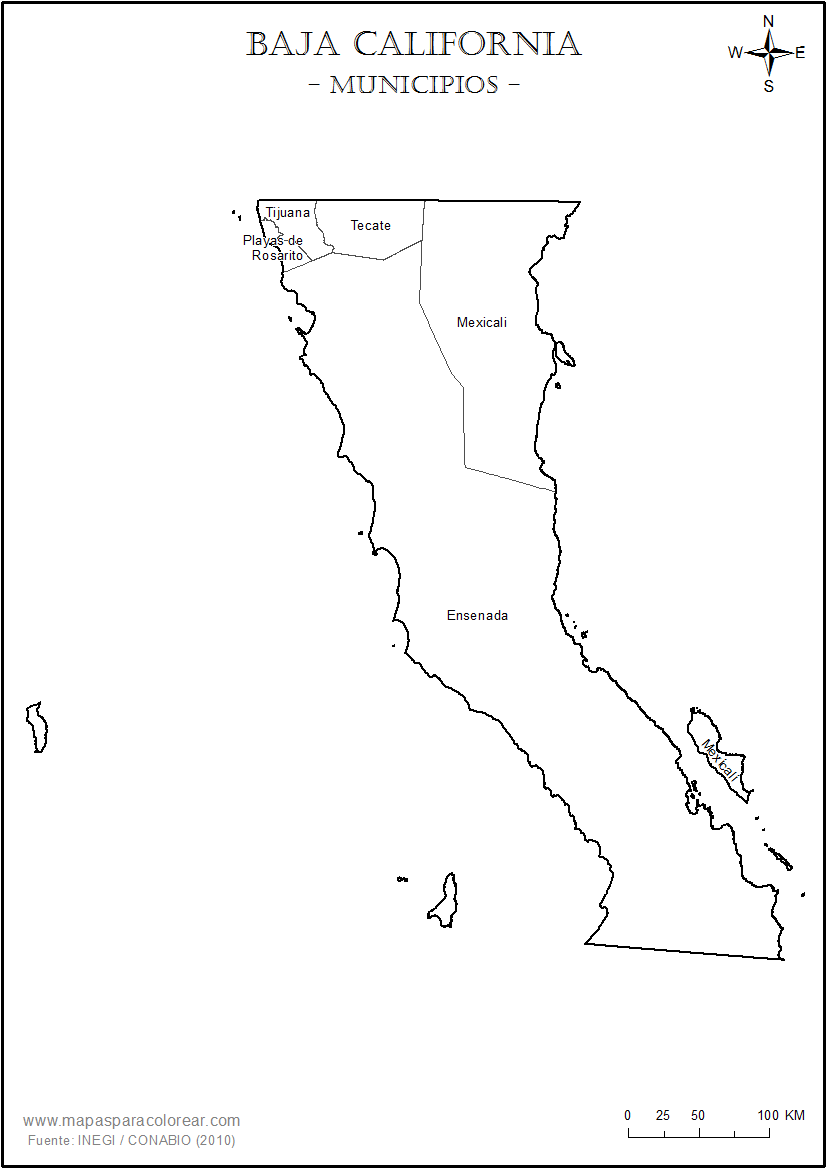 BAJA CALIFORNIA
- MUNICIPIOS -
N
W E
S
Tijuana
Tecate
Playas de
Rosarito
Mexicali
Ensenada
Mexicali
0 25 50 100 KM
www.mapasparacolorear.com
Fuente: INEGI / CONABIO (2010)